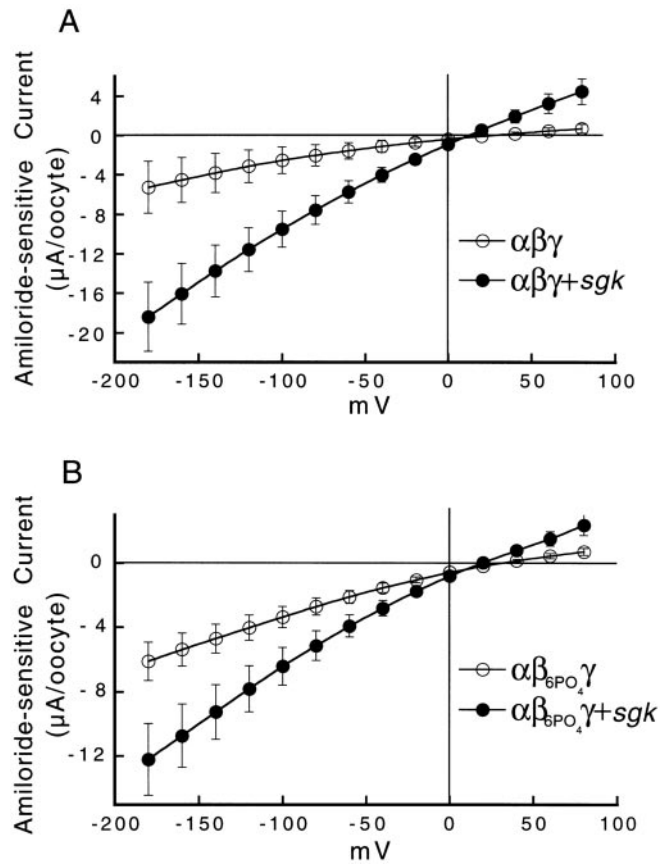 A
Amiloride-sensitive Current
(µA/oocyte)
4
0
-4
-8
-12
-16
-20
αβγ
αβγ+sgk
-200 -150 -100 -50 0 50 100
mV
B
Amiloride-sensitive Current
(µA/oocyte)
0
-4
-8
-12
αβ6PO4γ
αβ6PO4γ+sgk
-200 -150 -100 -50 0 50 100
mV